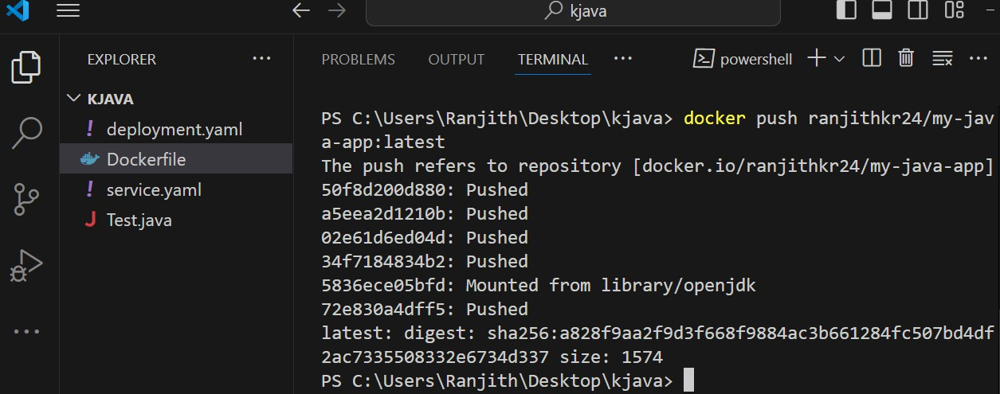 kjava
EXPLORER
KJAVA
deployment.yaml
Dockerfile
service.yaml
Test.java
PROBLEMS OUTPUT TERMINAL
powershell
PS C:\Users\Ranjith\Desktop\kjava> docker push ranjithkr24/my-jav
a-app:latest
The push refers to repository [docker.io/ranjithkr24/my-java-app]
50f8d200d880: Pushed
a5eea2d1210b: Pushed
02e61d6ed04d: Pushed
34f7184834b2: Pushed
5836ece05bfd: Mounted from library/openjdk
72e830a4dff5: Pushed
latest: digest: sha256:a828f9aa2f9d3f668f9884ac3b661284fc507bd4df
2ac7335508332e6734d337 size: 1574
PS C:\Users\Ranjith\Desktop\kjava>